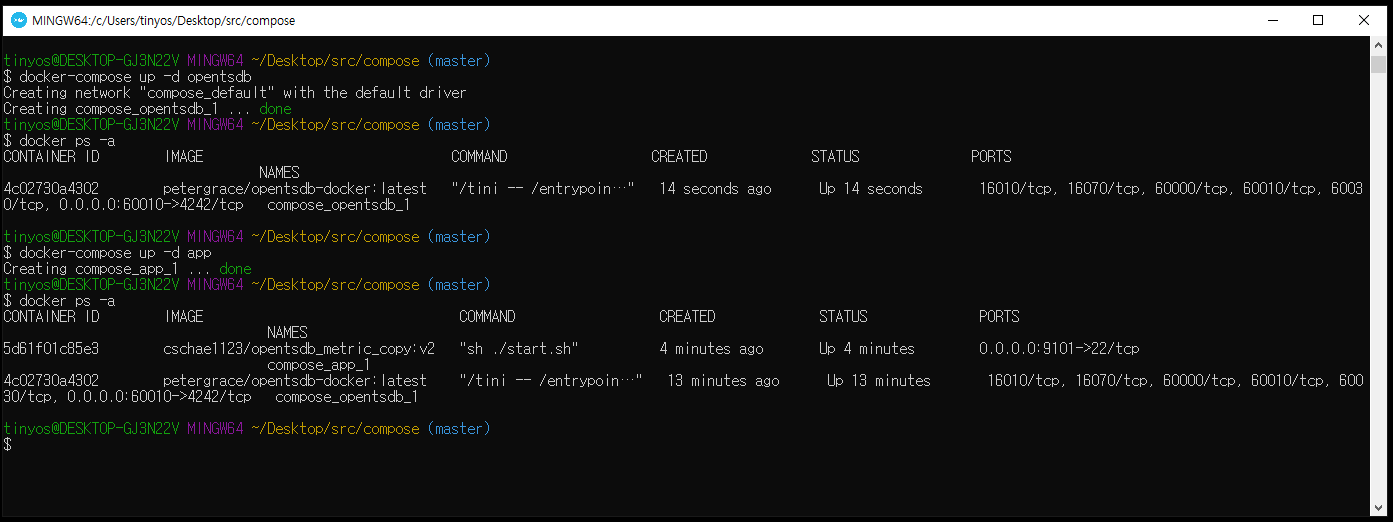 MINGW64:/c/Users/tinyos/Desktop/src/compose
tinyos@DESKTOP-GJ3N22V MINGW64 ~/Desktop/src/compose (master)
$ docker-compose up -d opentsdb
Creating network "compose_default" with the default driver
Creating compose_opentsdb_1 ... done
tinyos@DESKTOP-GJ3N22V MINGW64 ~/Desktop/src/compose (master)
$ docker ps -a
CONTAINER ID        IMAGE                               COMMAND                  CREATED             STATUS              PORTS
                                NAMES
4c02730a4302        petergrace/opentsdb-docker:latest   "/tini -- /entrypoin…"   14 seconds ago      Up 14 seconds       16010/tcp, 16070/tcp, 60000/tcp, 60010/tcp, 6003
0/tcp, 0.0.0.0:60010->4242/tcp   compose_opentsdb_1
tinyos@DESKTOP-GJ3N22V MINGW64 ~/Desktop/src/compose (master)
$ docker-compose up -d app
Creating compose_app_1 ... done
tinyos@DESKTOP-GJ3N22V MINGW64 ~/Desktop/src/compose (master)
$ docker ps -a
CONTAINER ID        IMAGE                                COMMAND                  CREATED             STATUS              PORTS
                                 NAMES
5d61f01c85e3        cschae1123/opentsdb_metric_copy:v2   "sh ./start.sh"          4 minutes ago       Up 4 minutes        0.0.0.0:9101->22/tcp
                                 compose_app_1
4c02730a4302        petergrace/opentsdb-docker:latest    "/tini -- /entrypoin…"   13 minutes ago      Up 13 minutes       16010/tcp, 16070/tcp, 60000/tcp, 60010/tcp, 600
30/tcp, 0.0.0.0:60010->4242/tcp   compose_opentsdb_1
tinyos@DESKTOP-GJ3N22V MINGW64 ~/Desktop/src/compose (master)
$